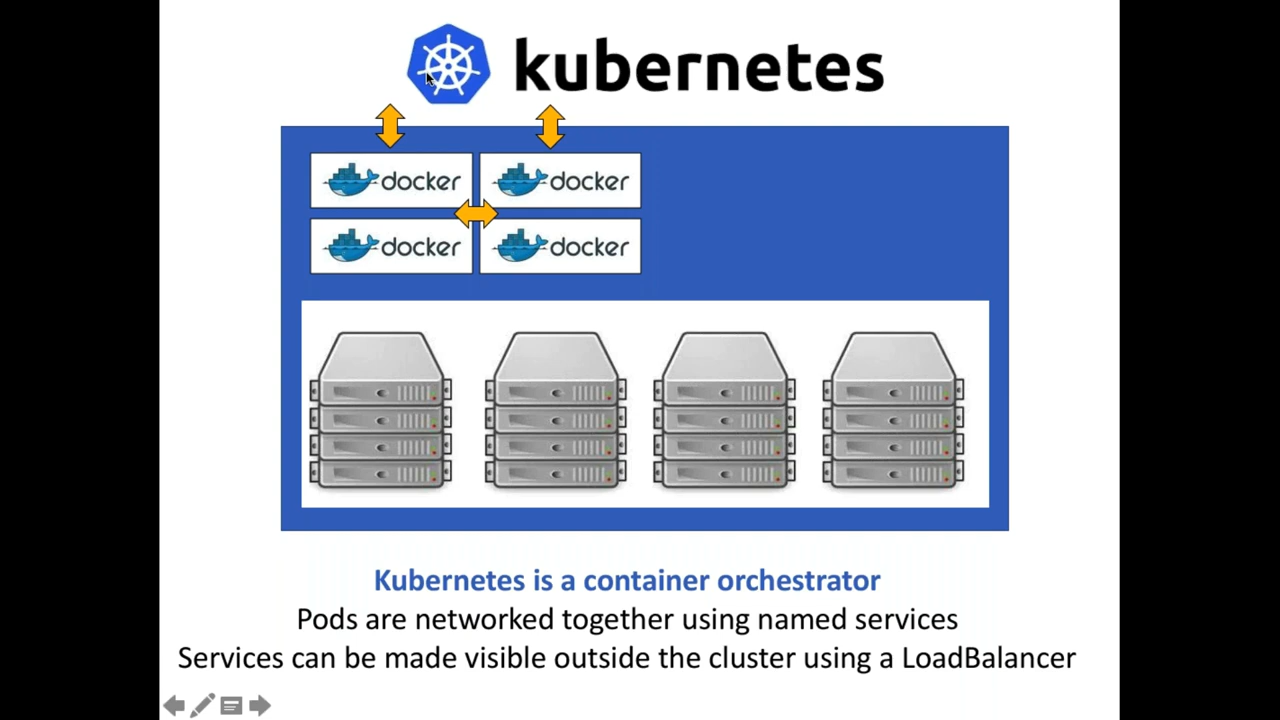 kubernetes
docker docker
docker docker
Kubernetes is a container orchestrator
Pods are networked together using named services
Services can be made visible outside the cluster using a LoadBalancer